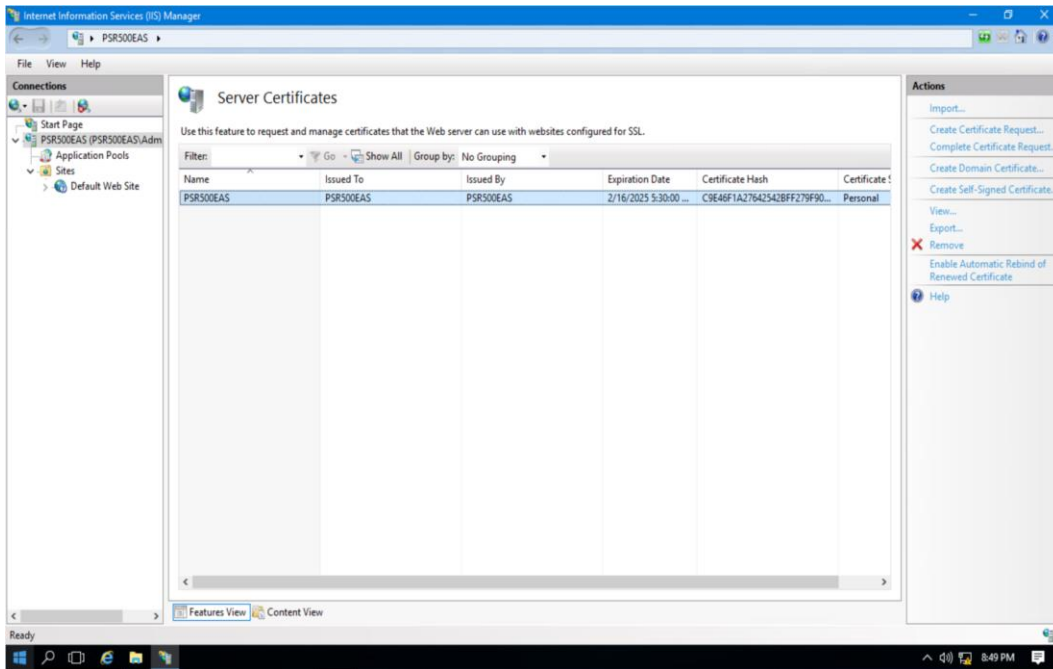 Internet Information Services (IIS) Manager
PSR500EAS
File View Help
Connections
Start Page
PSR500EAS (PSR500EAS\Adm
Application Pools
Sites
Default Web Site
Server Certificates
Use this feature to request and manage certificates that the Web server can use with websites configured for SSL.
Filter: Go Show All Group by: No Grouping
Name Issued To Issued By Expiration Date Certificate Hash Certificate S
PSR500EAS PSR500EAS PSR500EAS 2/16/2025 5:30:00 ... C9E46F1A27642542BFF279F90... Personal
Features View Content View
Actions
Import...
Create Certificate Request...
Complete Certificate Request.
Create Domain Certificate...
Create Self-Signed Certificate.
View...
Export...
Remove
Enable Automatic Rebind of
Renewed Certificate
Help
Ready
8:49 PM